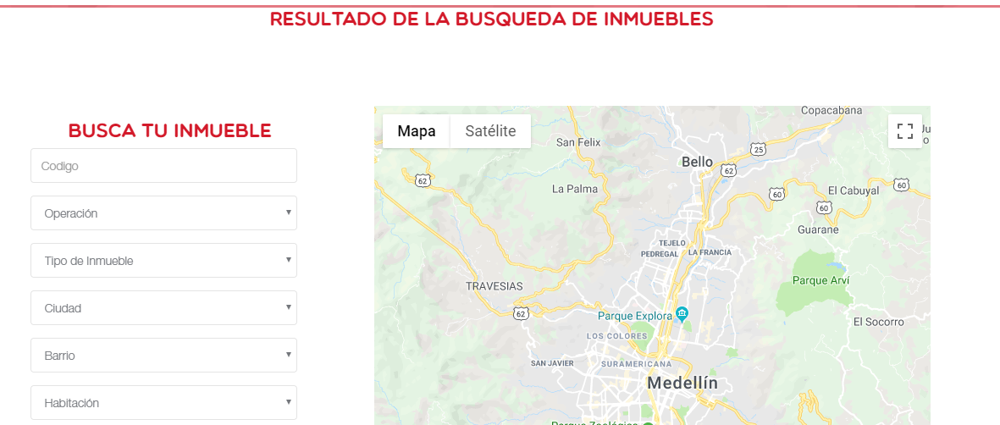 RESULTADO DE LA BUSQUEDA DE INMUEBLES
BUSCA TU INMUEBLE
Codigo
Operación
Tipo de Inmueble
Ciudad
Barrio
Habitación
Mapa
Satélite
Copacabana
San Felix
25
Bello
62
62
La Palma
60
El Cabuyal
60
60
Guarane
TEJELO
PEDREGAL
LA FRANCIA
Parque Arví
TRAVESIAS
62
Parque Explora
El Socorro
LOS COLORES
SAN JAVIER
SURAMERICANA
Medellín
Parque Zoológico